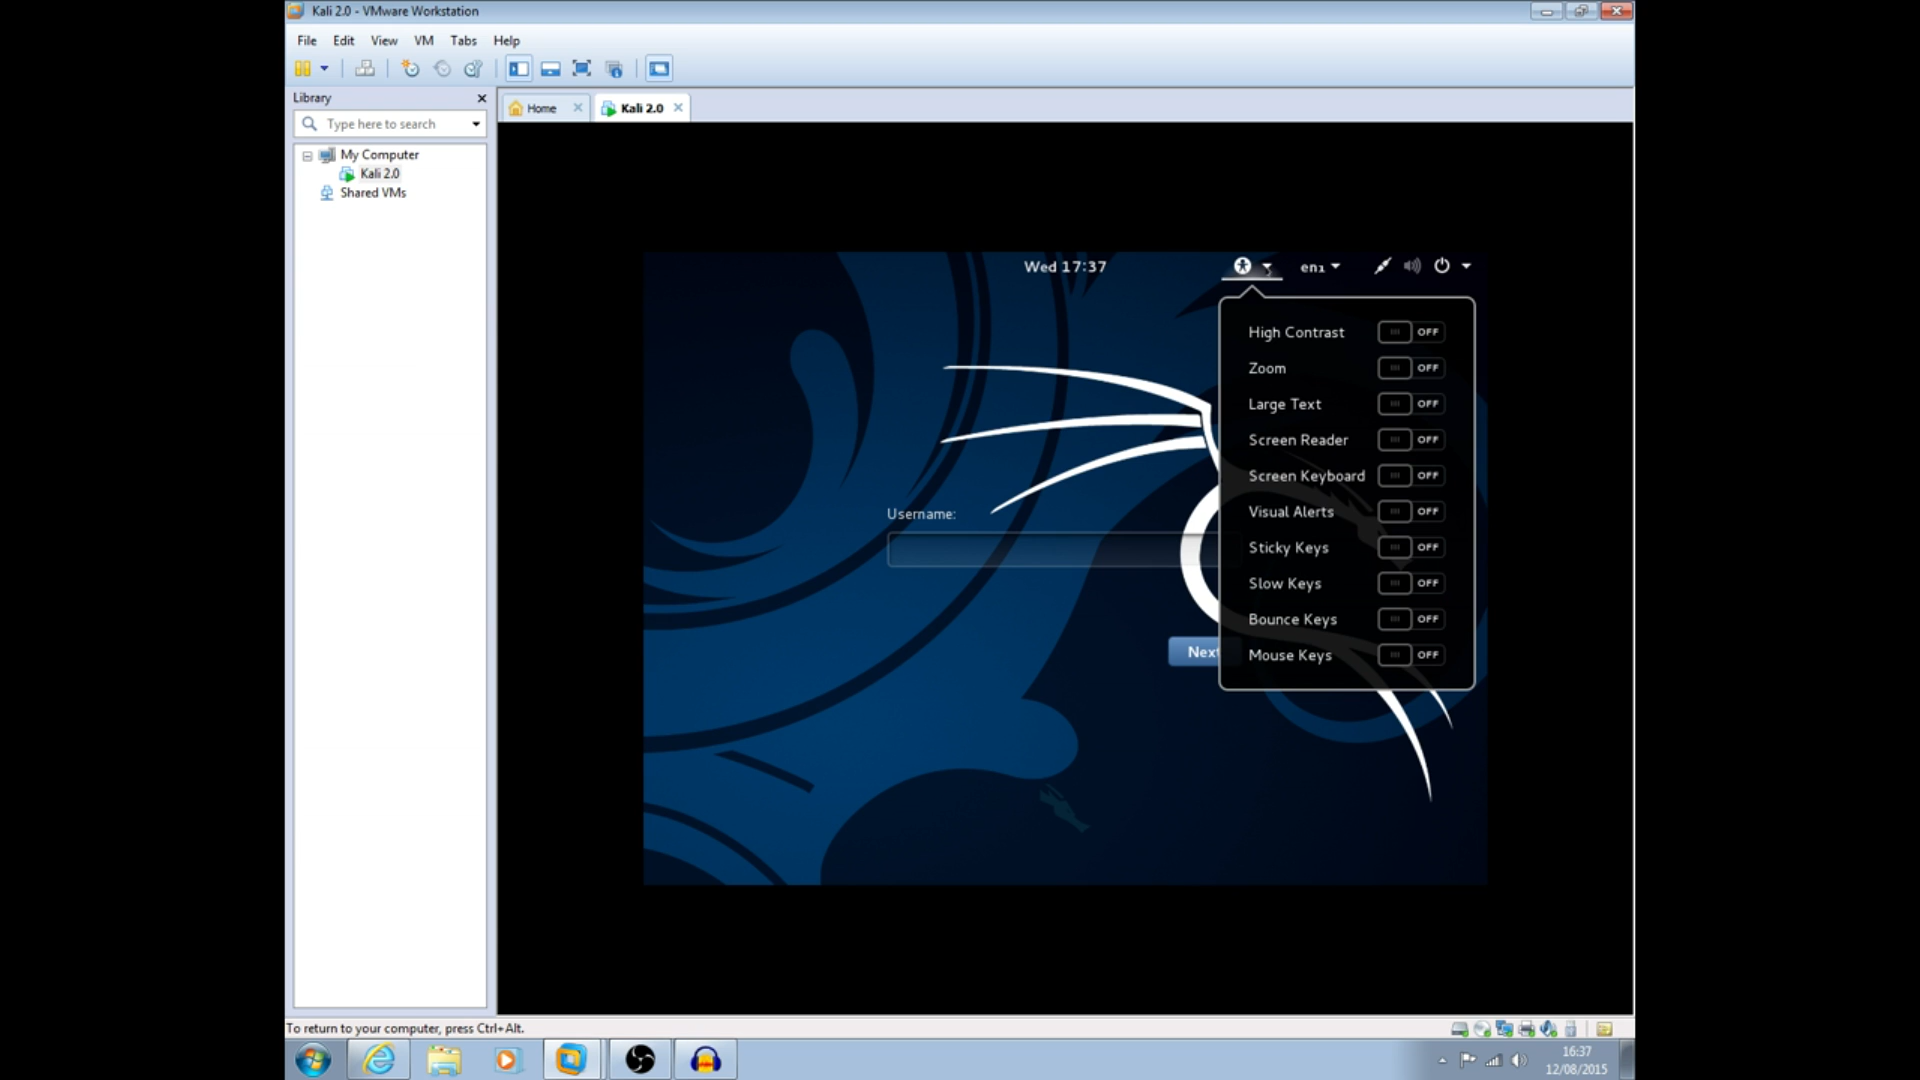 Kali 2.0 - VMware Workstation
File Edit View VM Tabs Help
Library
Type here to search
My Computer
Kali 2.0
Shared VMs
Home
Kali 2.0
Wed 17:37
en1
High Contrast OFF
Zoom OFF
Large Text OFF
Screen Reader OFF
Screen Keyboard OFF
Visual Alerts OFF
Sticky Keys OFF
Slow Keys OFF
Bounce Keys OFF
Mouse Keys OFF
Username:
Next
To return to your computer, press Ctrl+Alt.
16:37
12/08/2015